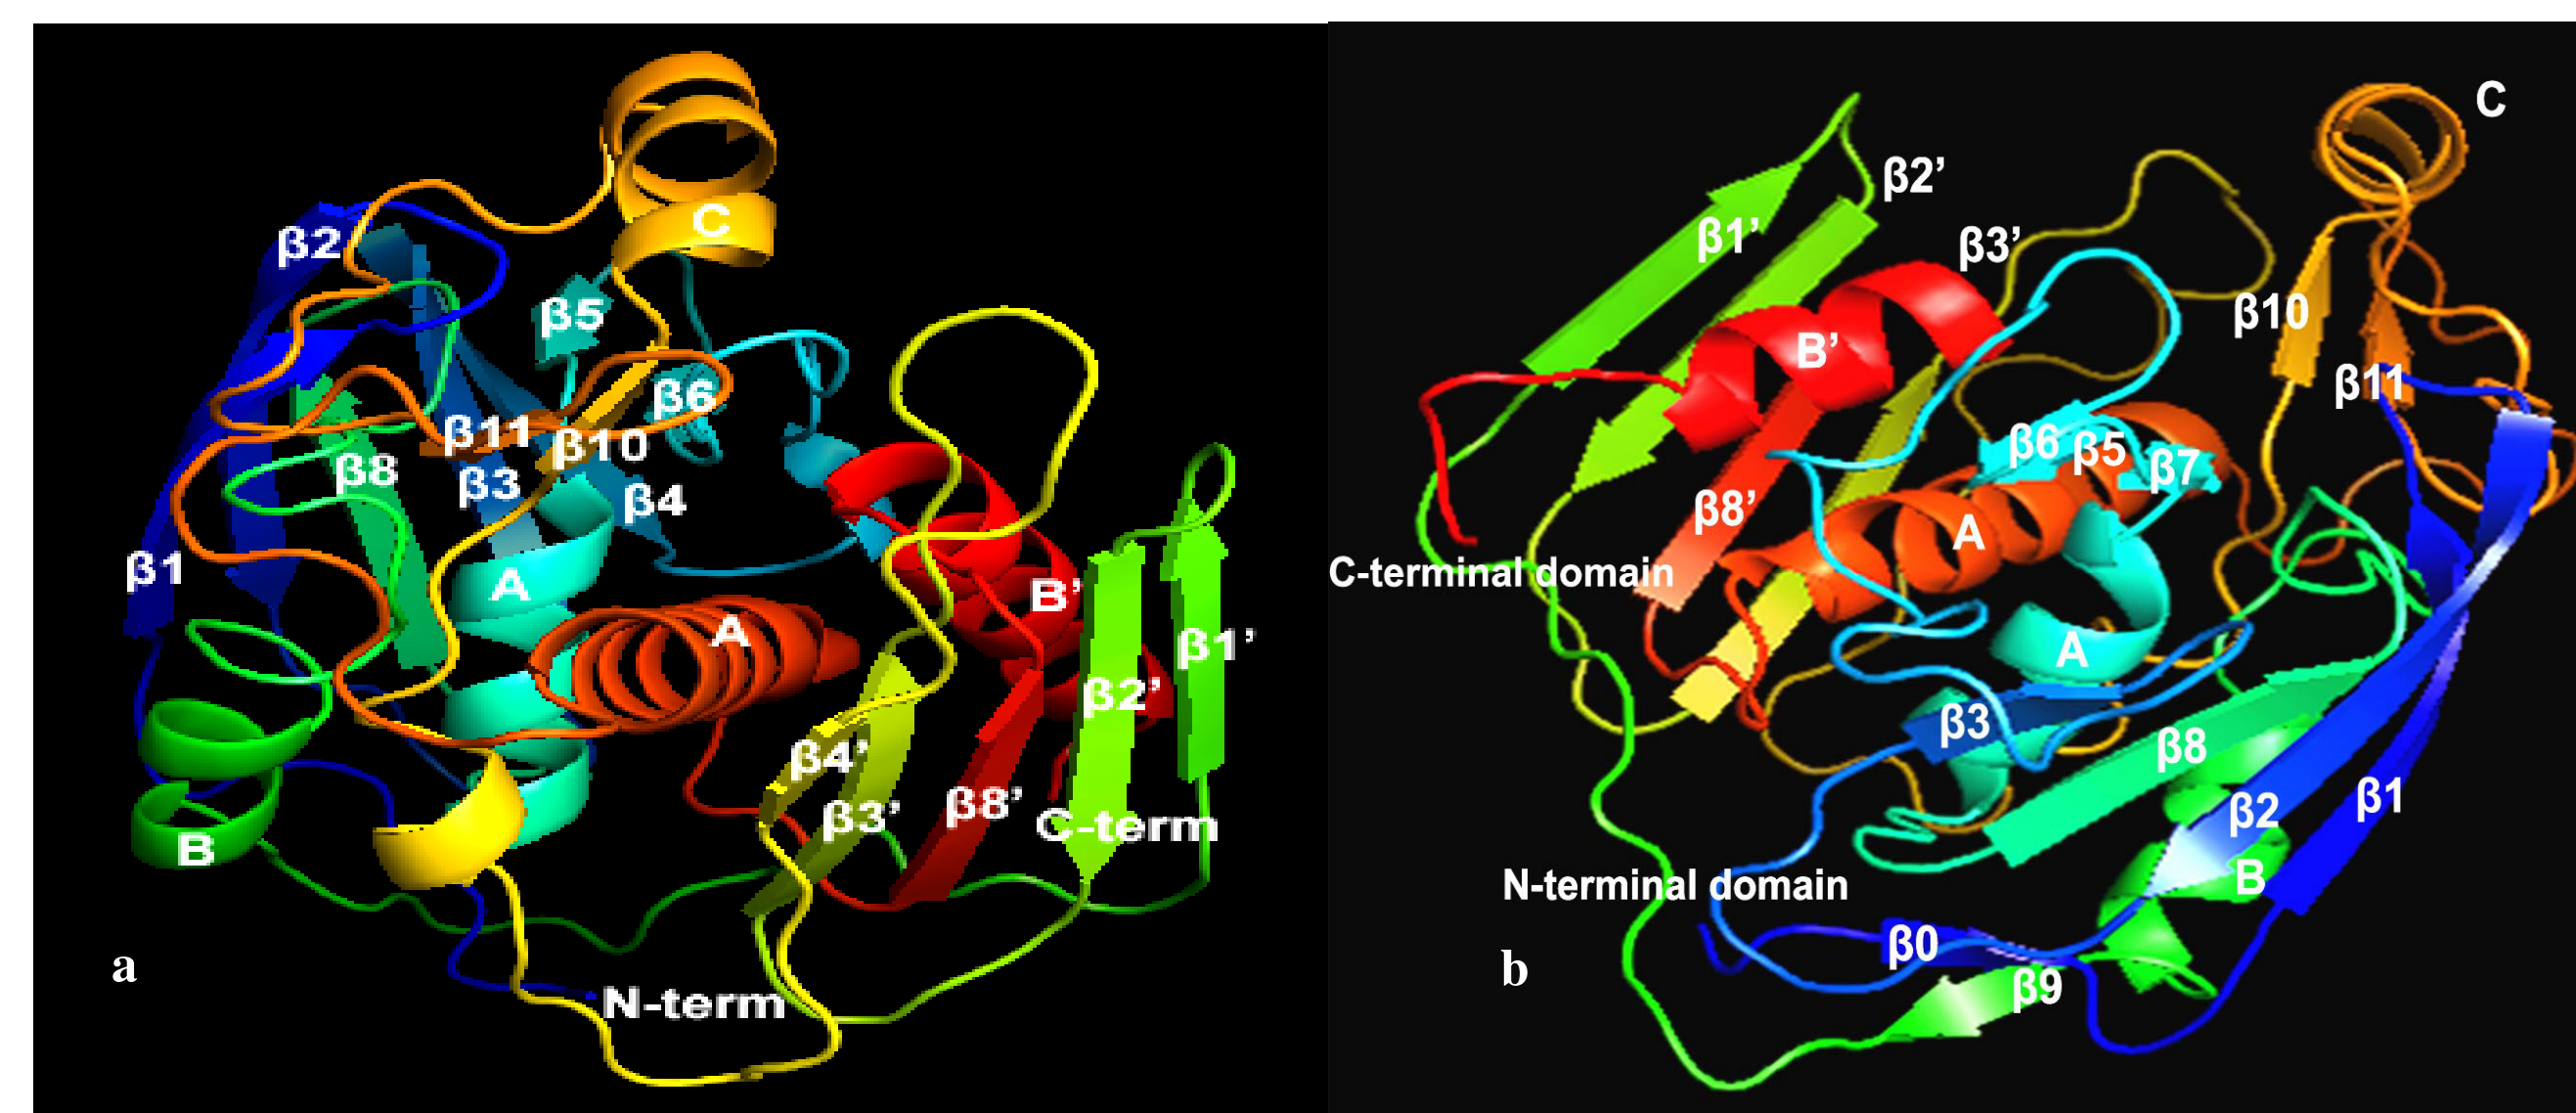 C
β2
β5
β6
β11
β10
β8
β3
β4
β1
A
B'
A
β1'
β2'
β4'
β3'
β8'
C-term
B
a
N-term
C
β2'
β1'
β3'
β10
B'
β11
β6
β5
β7
β8'
A
C-terminal domain
A
β3
β8
β1
β2
B
N-terminal domain
β0
b
β9